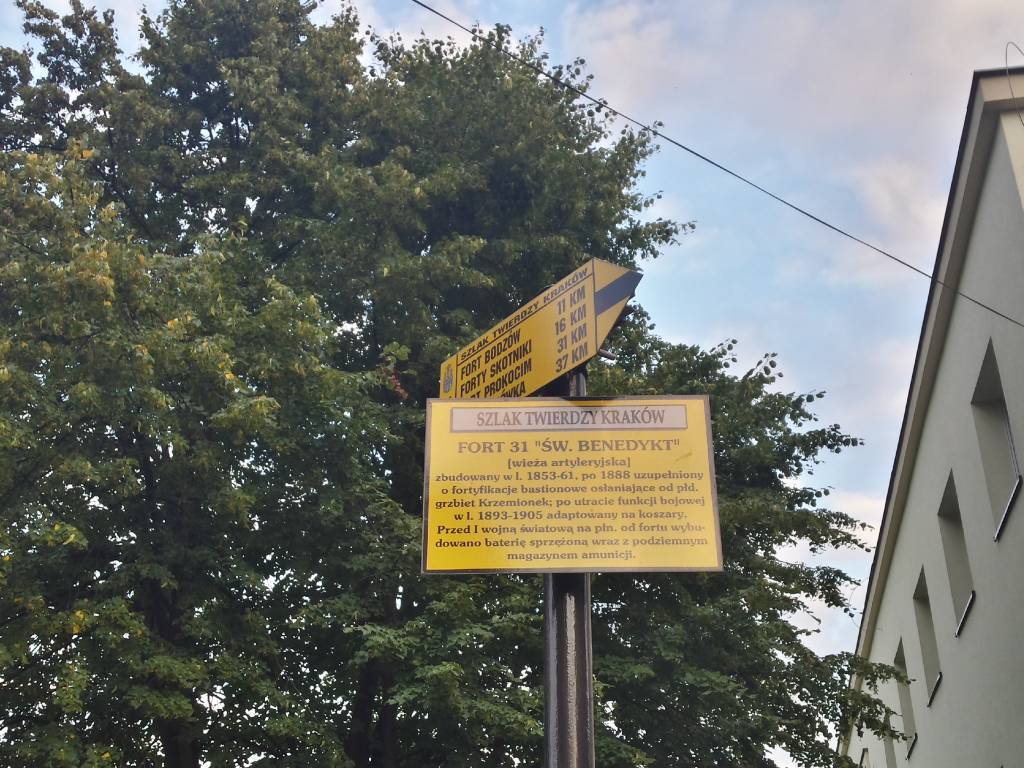 SZLAK TWIERDZY KRAKÓW
FORT BODZÓW 11 KM
FORTY SKOTNIKI 16 KM
PROKOCIM 31 KM
37 KM
SZLAK TWIERDZY KRAKÓW
FORT 31 "ŚW. BENEDYKT"
[wieża artyleryjska]
zbudowany w l. 1853-61, po 1888 uzupełniony
o fortyfikacje bastionowe osłaniające od płd.
grzbiet Krzemionek; po utracie funkcji bojowej
w l. 1893-1905 adaptowany na koszary.
Przed I wojną światową na płn. od fortu wybu-
dowano baterię sprzężoną wraz z podziemnym
magazynem amunicji.